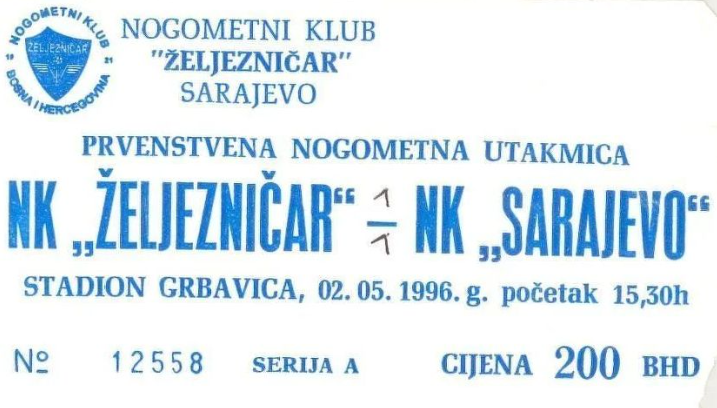 NOGOMETNI KLUB
ŽELJEZNIČAR
BOSNA I HERCEGOVINA
NOGOMETNI KLUB
"ŽELJEZNIČAR"
SARAJEVO
PRVENSTVENA NOGOMETNA UTAKMICA
NK „ŽELJEZNIČAR“ 1 – 1 NK „SARAJEVO“
STADION GRBAVICA, 02. 05. 1996. g. početak 15,30h
Nº 12558 SERIJA A CIJENA 200 BHD